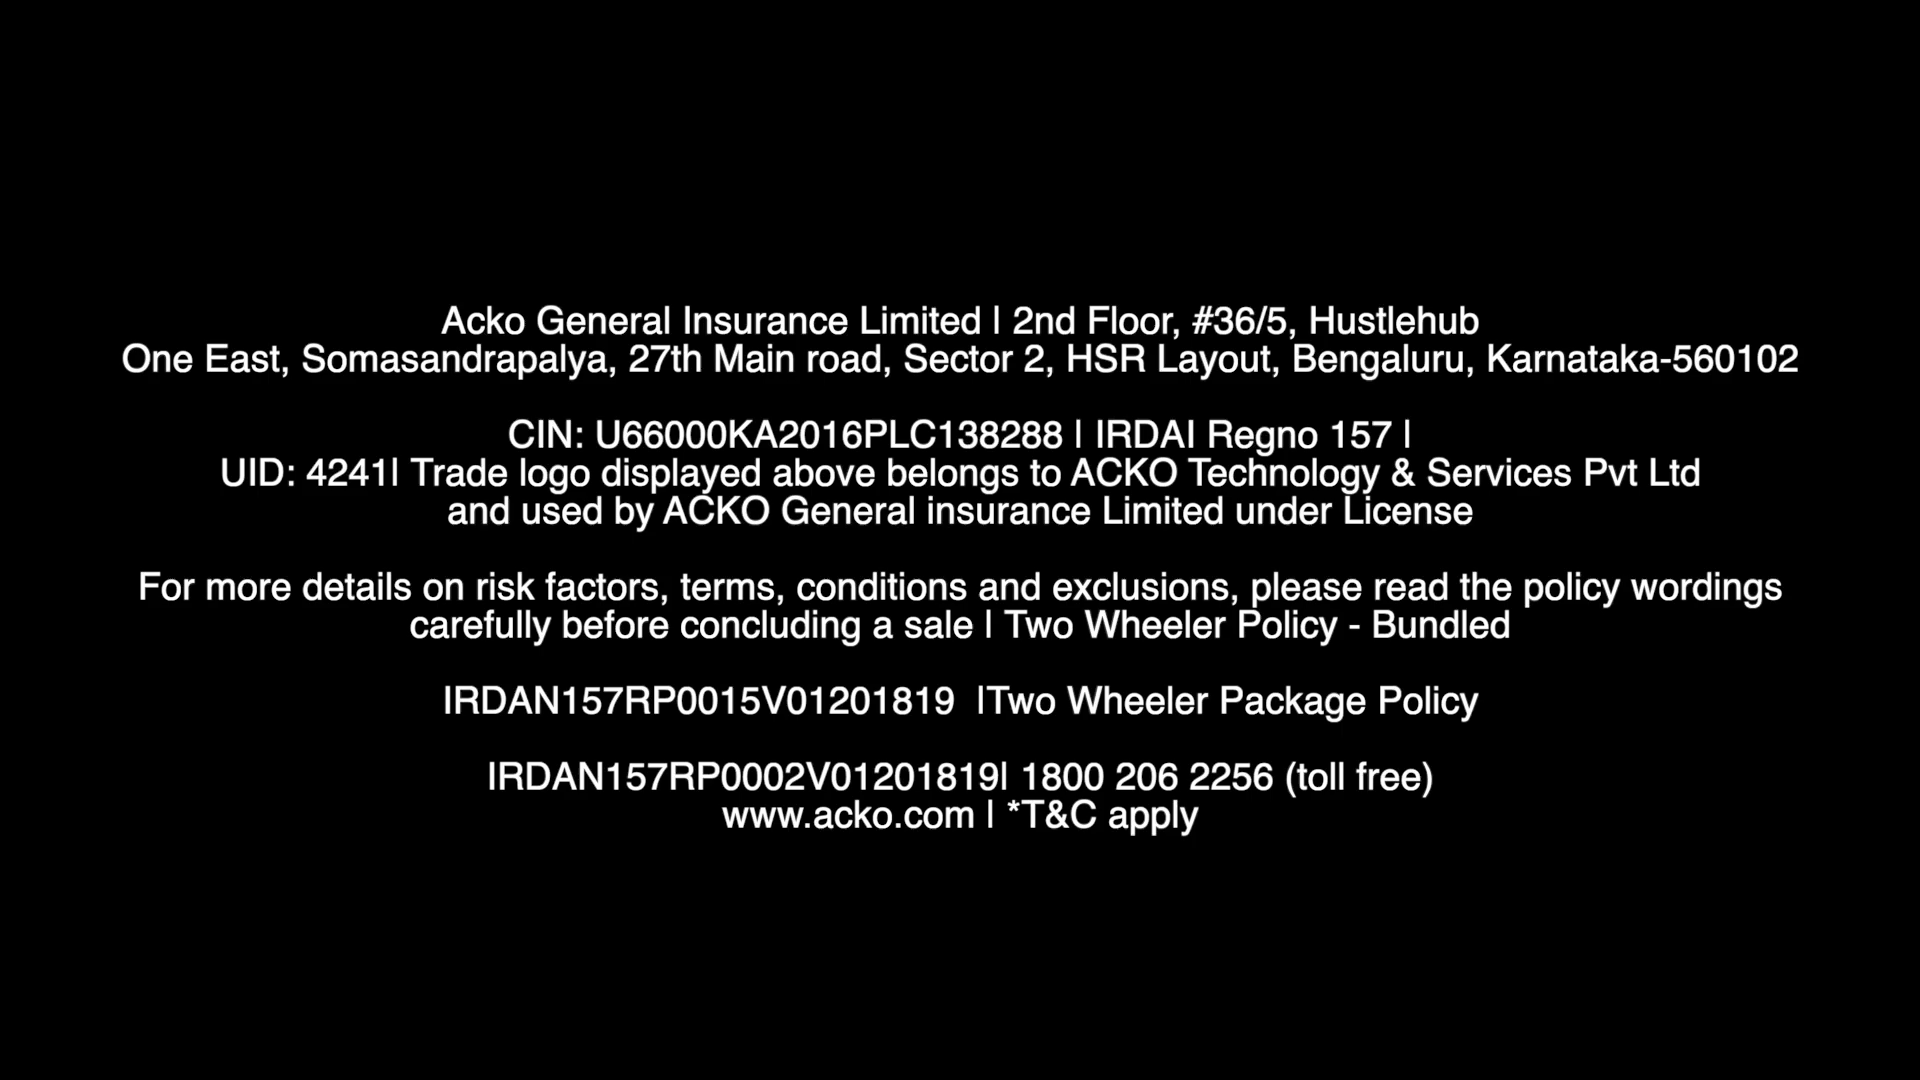 Acko General Insurance Limited | 2nd Floor, #36/5, Hustlehub
One East, Somasandrapalya, 27th Main road, Sector 2, HSR Layout, Bengaluru, Karnataka-560102
CIN: U66000KA2016PLC138288 | IRDAI Regno 157 |
UID: 4241| Trade logo displayed above belongs to ACKO Technology & Services Pvt Ltd
and used by ACKO General insurance Limited under License
For more details on risk factors, terms, conditions and exclusions, please read the policy wordings
carefully before concluding a sale | Two Wheeler Policy - Bundled
IRDAN157RP0015V01201819  |Two Wheeler Package Policy
IRDAN157RP0002V01201819| 1800 206 2256 (toll free)
www.acko.com | *T&C apply